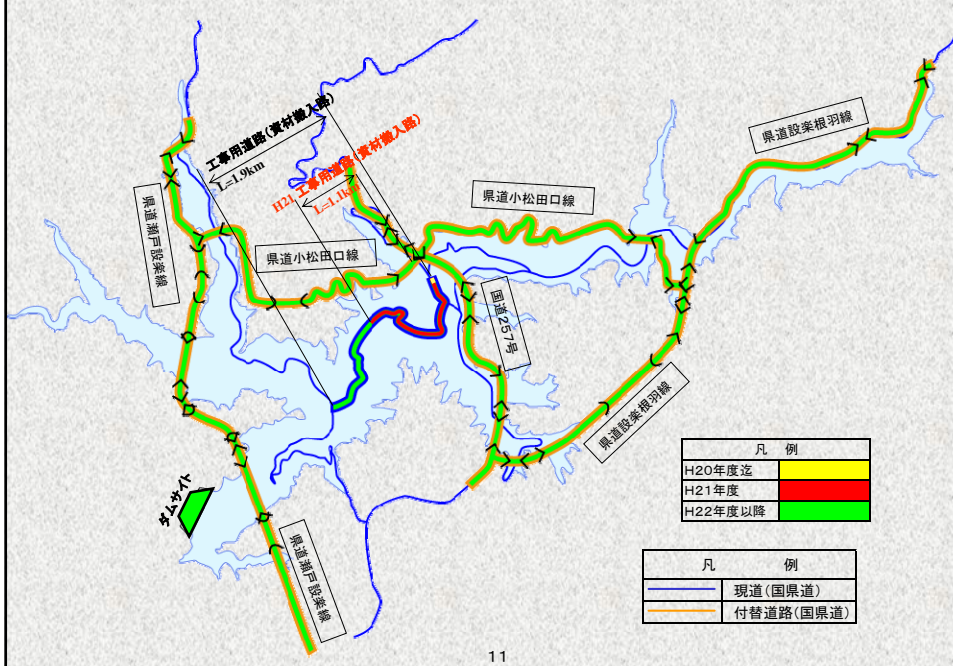 工事用道路(資材搬入路)
L=1.9km
H21 工事用道路(資材搬入路)
L=1.1km
県道設楽根羽線
県道瀬戸設楽線
県道小松田口線
県道小松田口線
国道257号
県道設楽根羽線
ダムサイト
県道瀬戸設楽線
凡 例
H20年度迄
H21年度
H22年度以降
凡 例
現道(国県道)
付替道路(国県道)
11